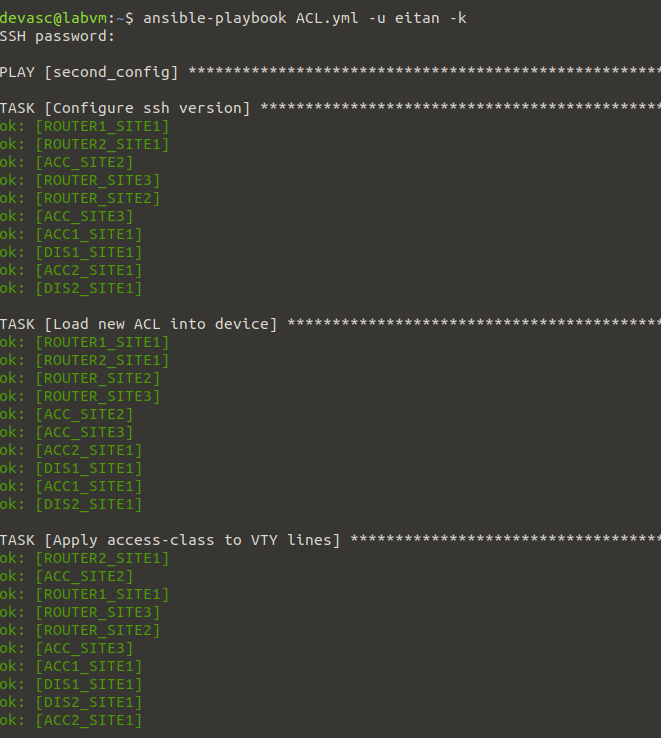 devasc@labvm:~$ ansible-playbook ACL.yml -u eitan -k
SSH password:
PLAY [second_config] *****************************************************
TASK [Configure ssh version] *********************************************
ok: [ROUTER1_SITE1]
ok: [ROUTER2_SITE1]
ok: [ACC_SITE2]
ok: [ROUTER_SITE3]
ok: [ROUTER_SITE2]
ok: [ACC_SITE3]
ok: [ACC1_SITE1]
ok: [DIS1_SITE1]
ok: [ACC2_SITE1]
ok: [DIS2_SITE1]
TASK [Load new ACL into device] ******************************************
ok: [ROUTER1_SITE1]
ok: [ROUTER2_SITE1]
ok: [ROUTER_SITE2]
ok: [ROUTER_SITE3]
ok: [ACC_SITE2]
ok: [ACC_SITE3]
ok: [ACC2_SITE1]
ok: [DIS1_SITE1]
ok: [ACC1_SITE1]
ok: [DIS2_SITE1]
TASK [Apply access-class to VTY lines] ***********************************
ok: [ROUTER2_SITE1]
ok: [ACC_SITE2]
ok: [ROUTER1_SITE1]
ok: [ROUTER_SITE3]
ok: [ROUTER_SITE2]
ok: [ACC_SITE3]
ok: [ACC1_SITE1]
ok: [DIS1_SITE1]
ok: [DIS2_SITE1]
ok: [ACC2_SITE1]